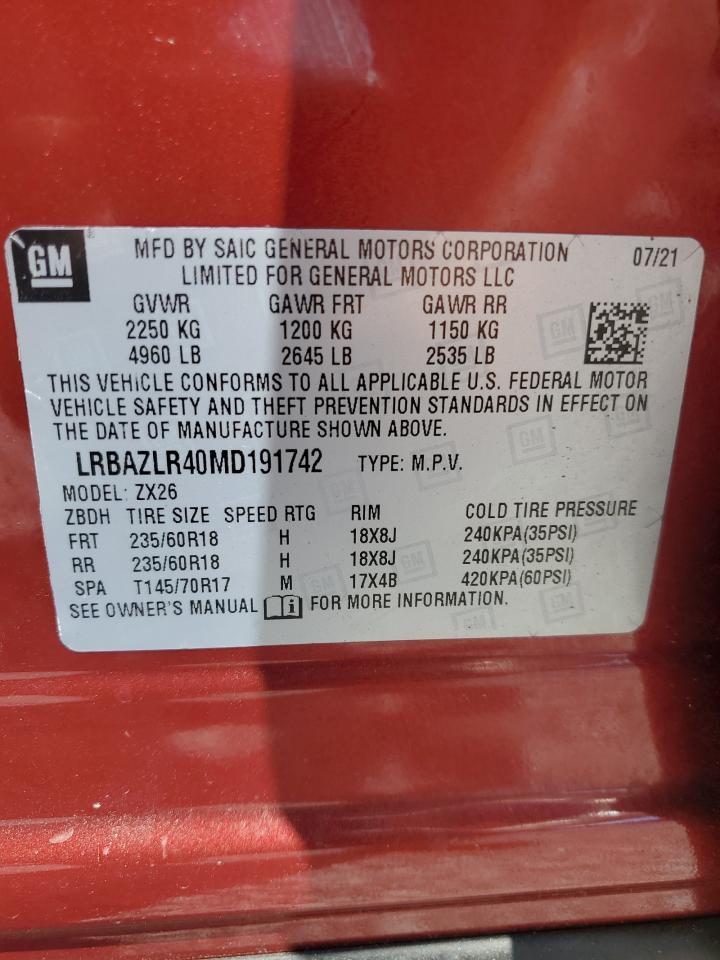 GM
MFD BY SAIC GENERAL MOTORS CORPORATION 07/21
LIMITED FOR GENERAL MOTORS LLC
GVWR GAWR FRT GAWR RR
2250 KG 1200 KG 1150 KG
4960 LB 2645 LB 2535 LB
THIS VEHICLE CONFORMS TO ALL APPLICABLE U.S. FEDERAL MOTOR
VEHICLE SAFETY AND THEFT PREVENTION STANDARDS IN EFFECT ON
THE DATE OF MANUFACTURE SHOWN ABOVE.
LRBAZLR40MD191742 TYPE: M.P.V.
MODEL: ZX26
ZBDH TIRE SIZE SPEED RTG RIM COLD TIRE PRESSURE
FRT 235/60R18 H 18X8J 240KPA(35PSI)
RR 235/60R18 H 18X8J 240KPA(35PSI)
SPA T145/70R17 M 17X4B 420KPA(60PSI)
SEE OWNER'S MANUAL i FOR MORE INFORMATION.